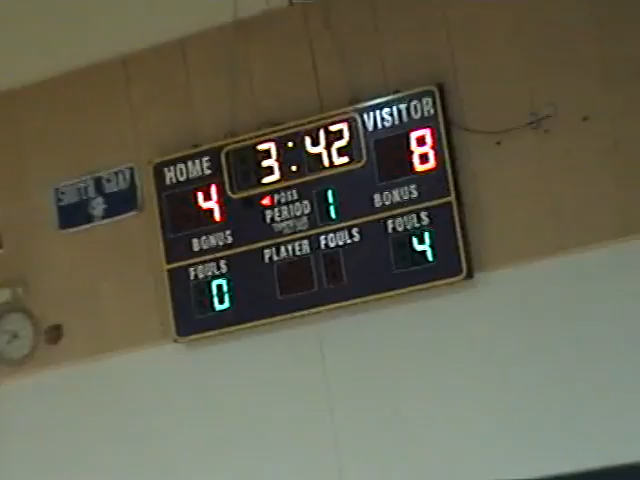 HOME 3:42 VISITOR
4 POSS 8
PERIOD 1
BONUS BONUS
FOULS PLAYER FOULS FOULS
0 4